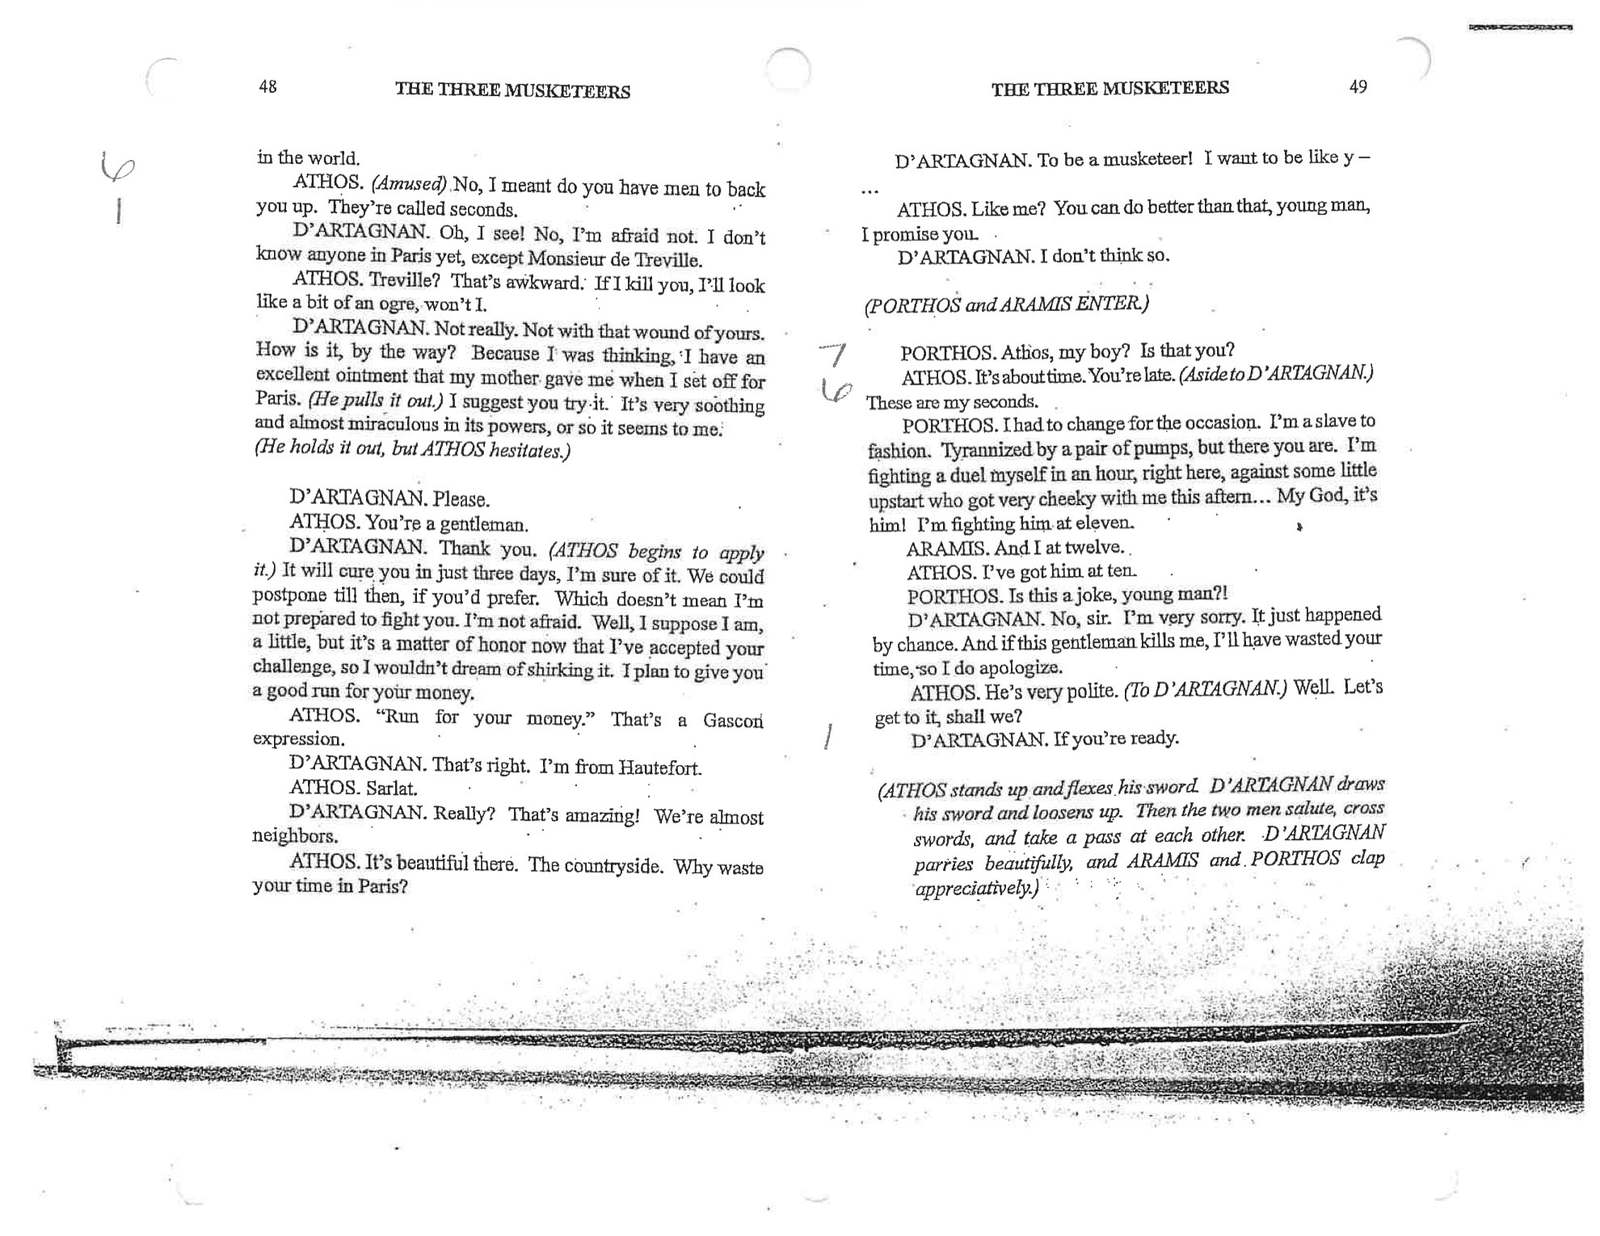 48 THE THREE MUSKETEERS
6
1
in the world.
ATHOS. (Amused) No, I meant do you have men to back
you up. They're called seconds.
D'ARTAGNAN. Oh, I see! No, I'm afraid not. I don't
know anyone in Paris yet, except Monsieur de Treville.
ATHOS. Treville? That's awkward. If I kill you, I'll look
like a bit of an ogre, won't I.
D'ARTAGNAN. Not really. Not with that wound of yours.
How is it, by the way? Because I was thinking, I have an
excellent ointment that my mother gave me when I set off for
Paris. (He pulls it out.) I suggest you try it. It's very soothing
and almost miraculous in its powers, or so it seems to me.
(He holds it out, but ATHOS hesitates.)
D'ARTAGNAN. Please.
ATHOS. You're a gentleman.
D'ARTAGNAN. Thank you. (ATHOS begins to apply
it.) It will cure you in just three days, I'm sure of it. We could
postpone till then, if you'd prefer. Which doesn't mean I'm
not prepared to fight you. I'm not afraid. Well, I suppose I am,
a little, but it's a matter of honor now that I've accepted your
challenge, so I wouldn't dream of shirking it. I plan to give you
a good run for your money.
ATHOS. “Run for your money.” That's a Gascon
expression.
D'ARTAGNAN. That's right. I'm from Hautefort.
ATHOS. Sarlat.
D'ARTAGNAN. Really? That's amazing! We're almost
neighbors.
ATHOS. It's beautiful there. The countryside. Why waste
your time in Paris?
THE THREE MUSKETEERS 49
D'ARTAGNAN. To be a musketeer! I want to be like y –
...
ATHOS. Like me? You can do better than that, young man,
I promise you.
D'ARTAGNAN. I don't think so.
(PORTHOS and ARAMIS ENTER.)
7
6
PORTHOS. Athos, my boy? Is that you?
ATHOS. It's about time. You're late. (Aside to D'ARTAGNAN.)
These are my seconds.
PORTHOS. I had to change for the occasion. I'm a slave to
fashion. Tyrannized by a pair of pumps, but there you are. I'm
fighting a duel myself in an hour, right here, against some little
upstart who got very cheeky with me this aftern... My God, it's
him! I'm fighting him at eleven.
ARAMIS. And I at twelve.
ATHOS. I've got him at ten.
PORTHOS. Is this a joke, young man?!
D'ARTAGNAN. No, sir. I'm very sorry. It just happened
by chance. And if this gentleman kills me, I'll have wasted your
time, so I do apologize.
ATHOS. He's very polite. (To D'ARTAGNAN.) Well. Let's
get to it, shall we?
1
D'ARTAGNAN. If you're ready.
(ATHOS stands up and flexes his sword. D'ARTAGNAN draws
his sword and loosens up. Then the two men salute, cross
swords, and take a pass at each other. D'ARTAGNAN
parries beautifully, and ARAMIS and PORTHOS clap
appreciatively.)